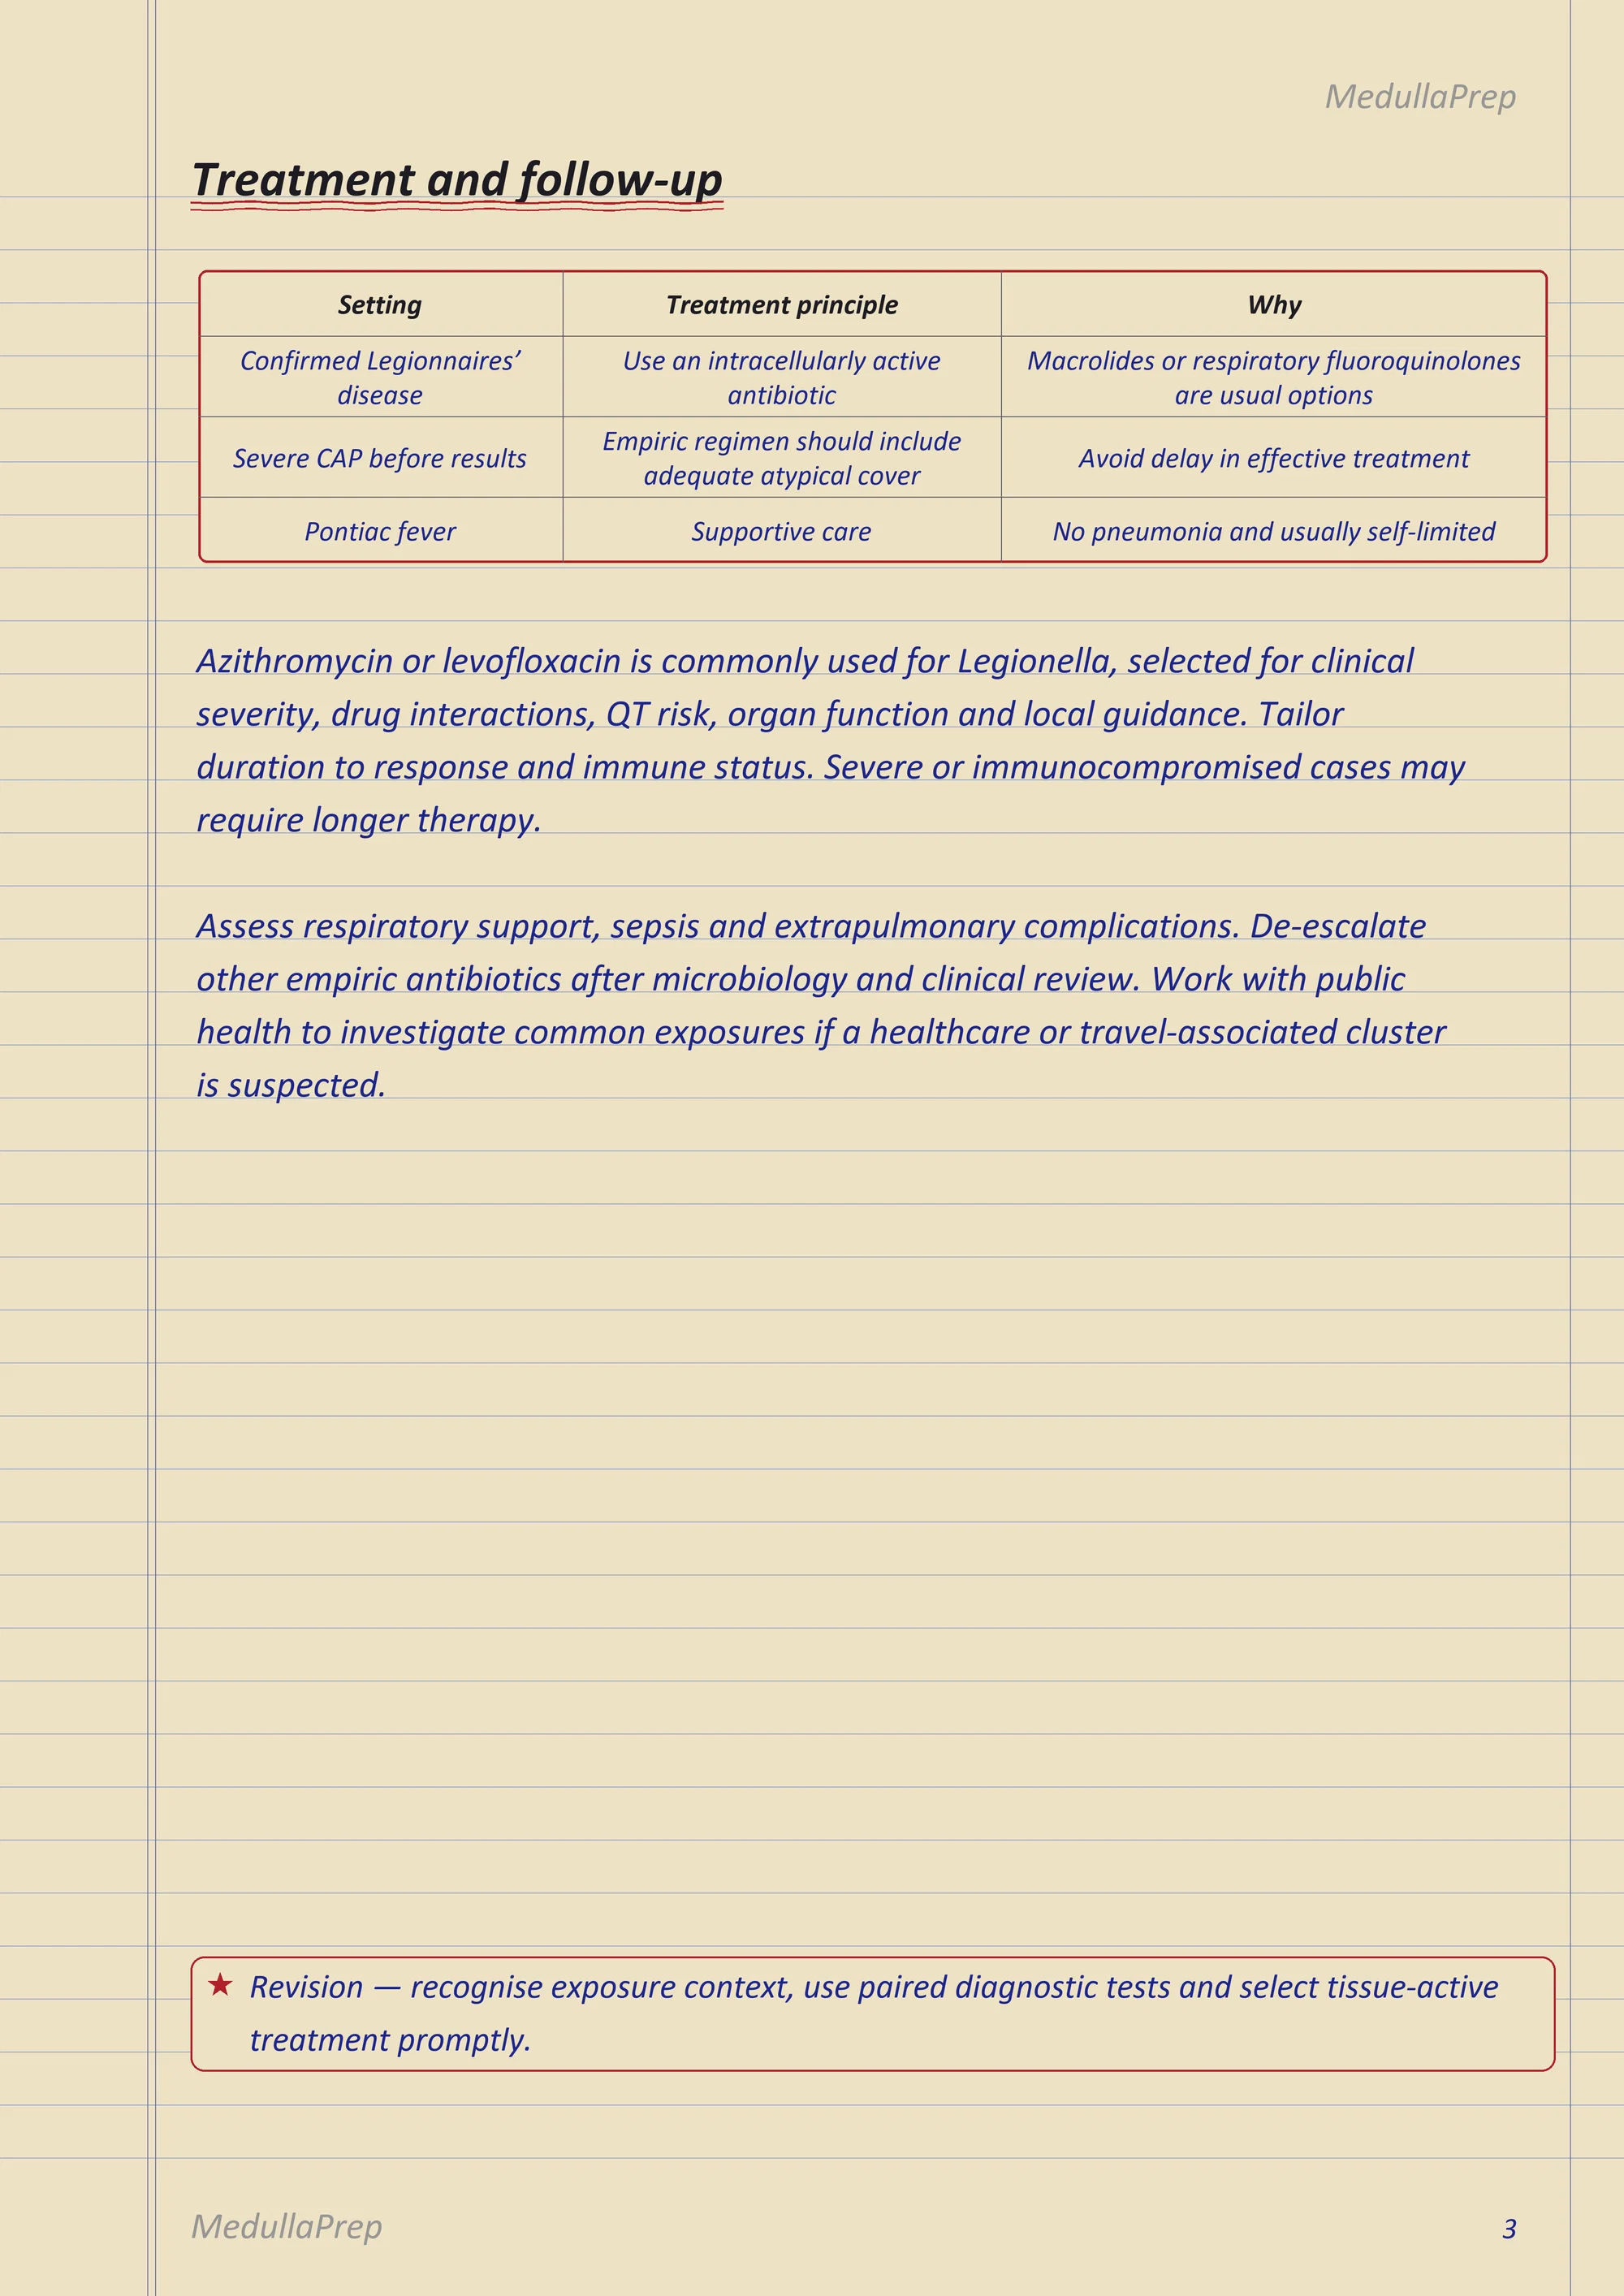 MedullaPrep
Treatment and follow-up
Setting
Treatment principle
Why
Confirmed Legionnaires’
disease
Use an intracellularly active
antibiotic
Macrolides or respiratory fluoroquinolones
are usual options
Severe CAP before results
Empiric regimen should include
adequate atypical cover
Avoid delay in effective treatment
Pontiac fever
Supportive care
No pneumonia and usually self-limited
Azithromycin or levofloxacin is commonly used for Legionella, selected for clinical
severity, drug interactions, QT risk, organ function and local guidance. Tailor
duration to response and immune status. Severe or immunocompromised cases may
require longer therapy.
Assess respiratory support, sepsis and extrapulmonary complications. De-escalate
other empiric antibiotics after microbiology and clinical review. Work with public
health to investigate common exposures if a healthcare or travel-associated cluster
is suspected.
★ Revision — recognise exposure context, use paired diagnostic tests and select tissue-active
treatment promptly.
MedullaPrep
3